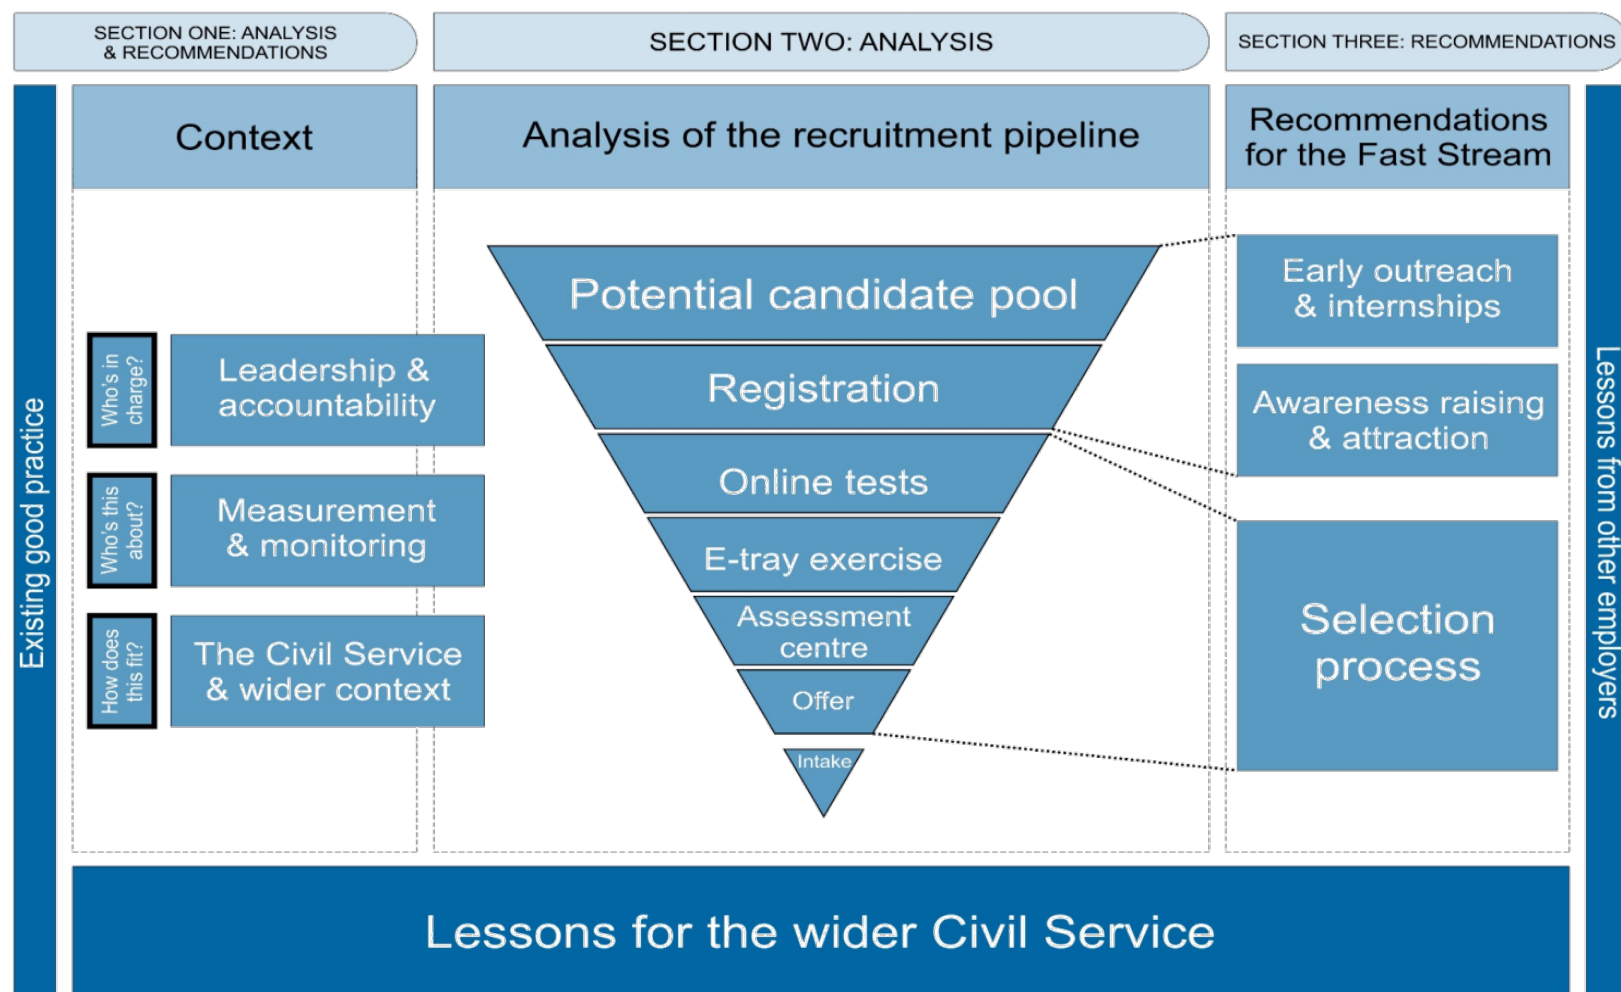 SECTION ONE: ANALYSIS
& RECOMMENDATIONS
SECTION TWO: ANALYSIS
SECTION THREE: RECOMMENDATIONS
Existing good practice
Context
Who's in
charge?
Leadership &
accountability
Who's this
about?
Measurement
& monitoring
How does
this fit?
The Civil Service
& wider context
Analysis of the recruitment pipeline
Potential candidate pool
Registration
Online tests
E-tray exercise
Assessment
centre
Offer
Intake
Recommendations
for the Fast Stream
Early outreach
& internships
Awareness raising
& attraction
Selection
process
Lessons from other employers
Lessons for the wider Civil Service